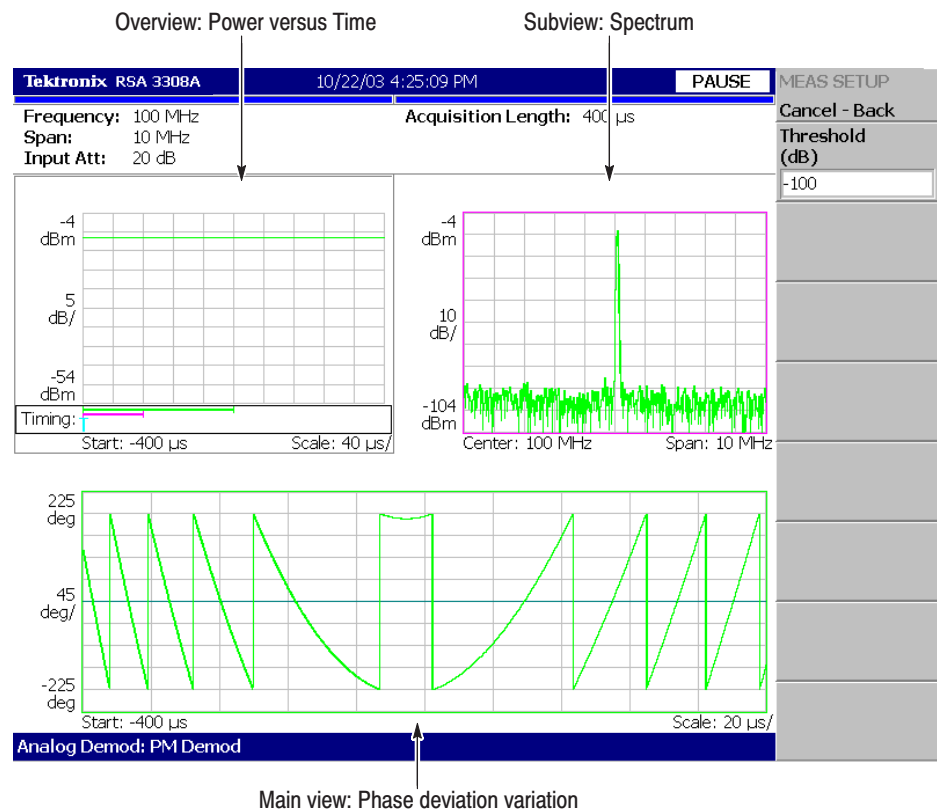 Overview: Power versus Time
Subview: Spectrum
Tektronix RSA 3308A 10/22/03 4:25:09 PM PAUSE
MEAS SETUP
Cancel - Back
Threshold
(dB)
-100
Frequency: 100 MHz
Span: 10 MHz
Input Att: 20 dB
Acquisition Length: 400 µs
-4
dBm
5
dB/
-54
dBm
Timing:
Start: -400 µs Scale: 40 µs/
-4
dBm
10
dB/
-104
dBm
Center: 100 MHz Span: 10 MHz
225
deg
45
deg/
-225
deg
Start: -400 µs Scale: 20 µs/
Analog Demod: PM Demod
Main view: Phase deviation variation